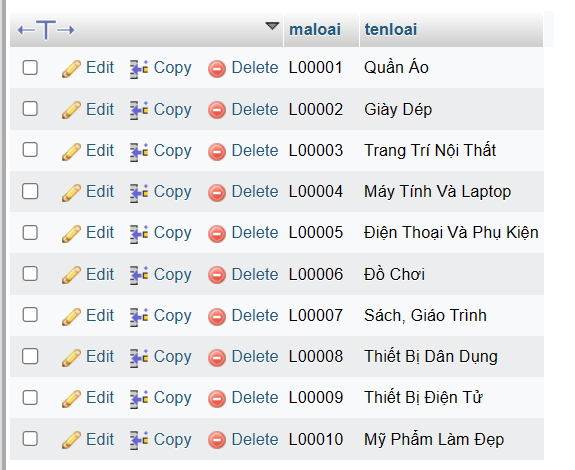 maloai tenloai
Edit Copy Delete L00001 Quần Áo
Edit Copy Delete L00002 Giày Dép
Edit Copy Delete L00003 Trang Trí Nội Thất
Edit Copy Delete L00004 Máy Tính Và Laptop
Edit Copy Delete L00005 Điện Thoại Và Phụ Kiện
Edit Copy Delete L00006 Đồ Chơi
Edit Copy Delete L00007 Sách, Giáo Trình
Edit Copy Delete L00008 Thiết Bị Dân Dụng
Edit Copy Delete L00009 Thiết Bị Điện Tử
Edit Copy Delete L00010 Mỹ Phẩm Làm Đẹp